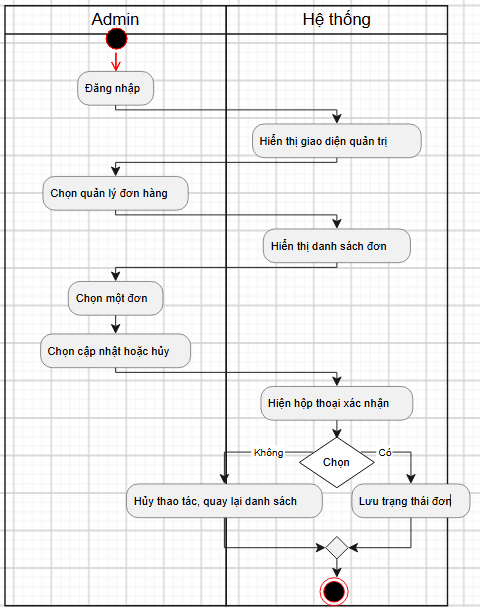 Admin
Hệ thống
Đăng nhập
Hiển thị giao diện quản trị
Chọn quản lý đơn hàng
Hiển thị danh sách đơn
Chọn một đơn
Chọn cập nhật hoặc hủy
Hiện hộp thoại xác nhận
Không
Có
Chọn
Hủy thao tác, quay lại danh sách
Lưu trạng thái đơn